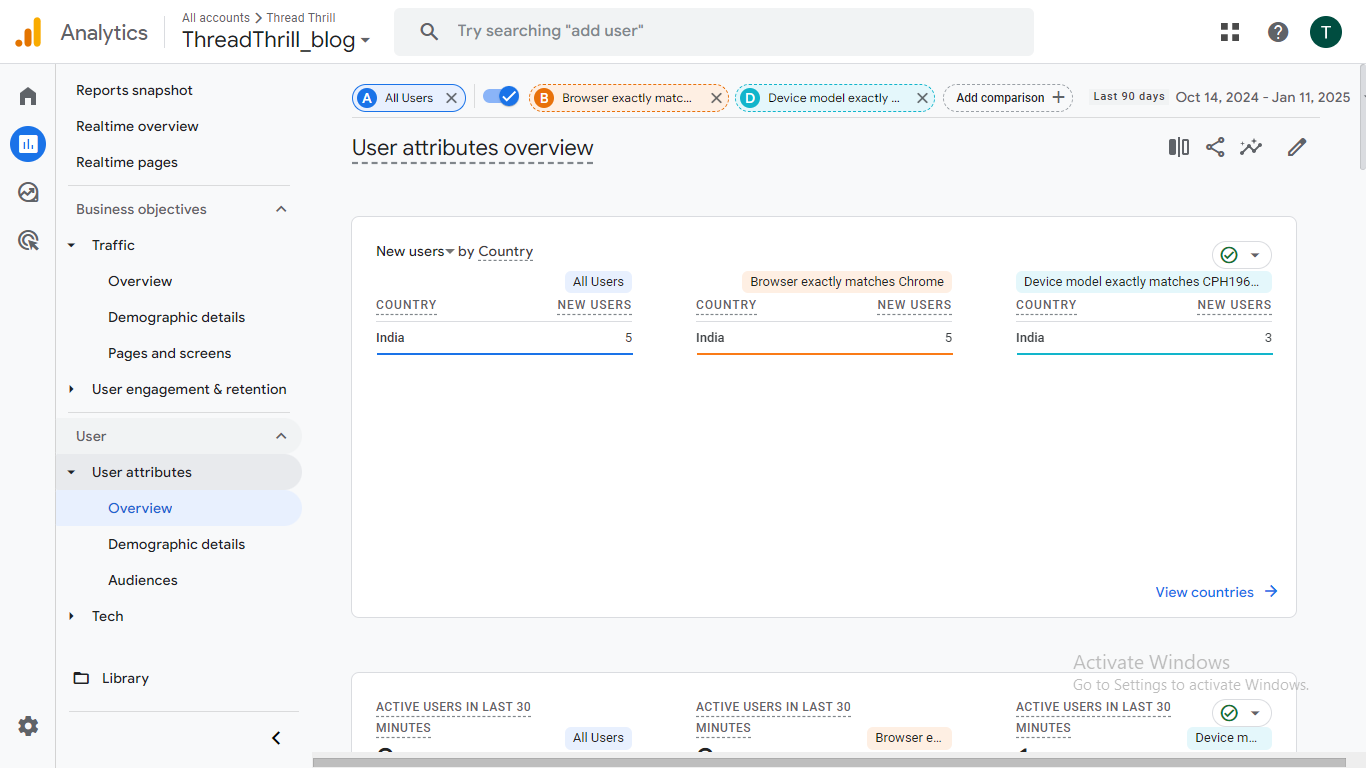 Analytics
All accounts > Thread Thrill
ThreadThrill_blog
Try searching "add user"
T
Reports snapshot
Realtime overview
Realtime pages
Business objectives
Traffic
Overview
Demographic details
Pages and screens
User engagement & retention
User
User attributes
Overview
Demographic details
Audiences
Tech
Library
A All Users
B Browser exactly matc...
D Device model exactly ...
Add comparison +
Last 90 days Oct 14, 2024 - Jan 11, 2025
User attributes overview
New users by Country
All Users
COUNTRY NEW USERS
India 5
Browser exactly matches Chrome
COUNTRY NEW USERS
India 5
Device model exactly matches CPH196...
COUNTRY NEW USERS
India 3
View countries
Activate Windows
Go to Settings to activate Windows.
ACTIVE USERS IN LAST 30
MINUTES
All Users
ACTIVE USERS IN LAST 30
MINUTES
Browser e...
ACTIVE USERS IN LAST 30
MINUTES
Device m...